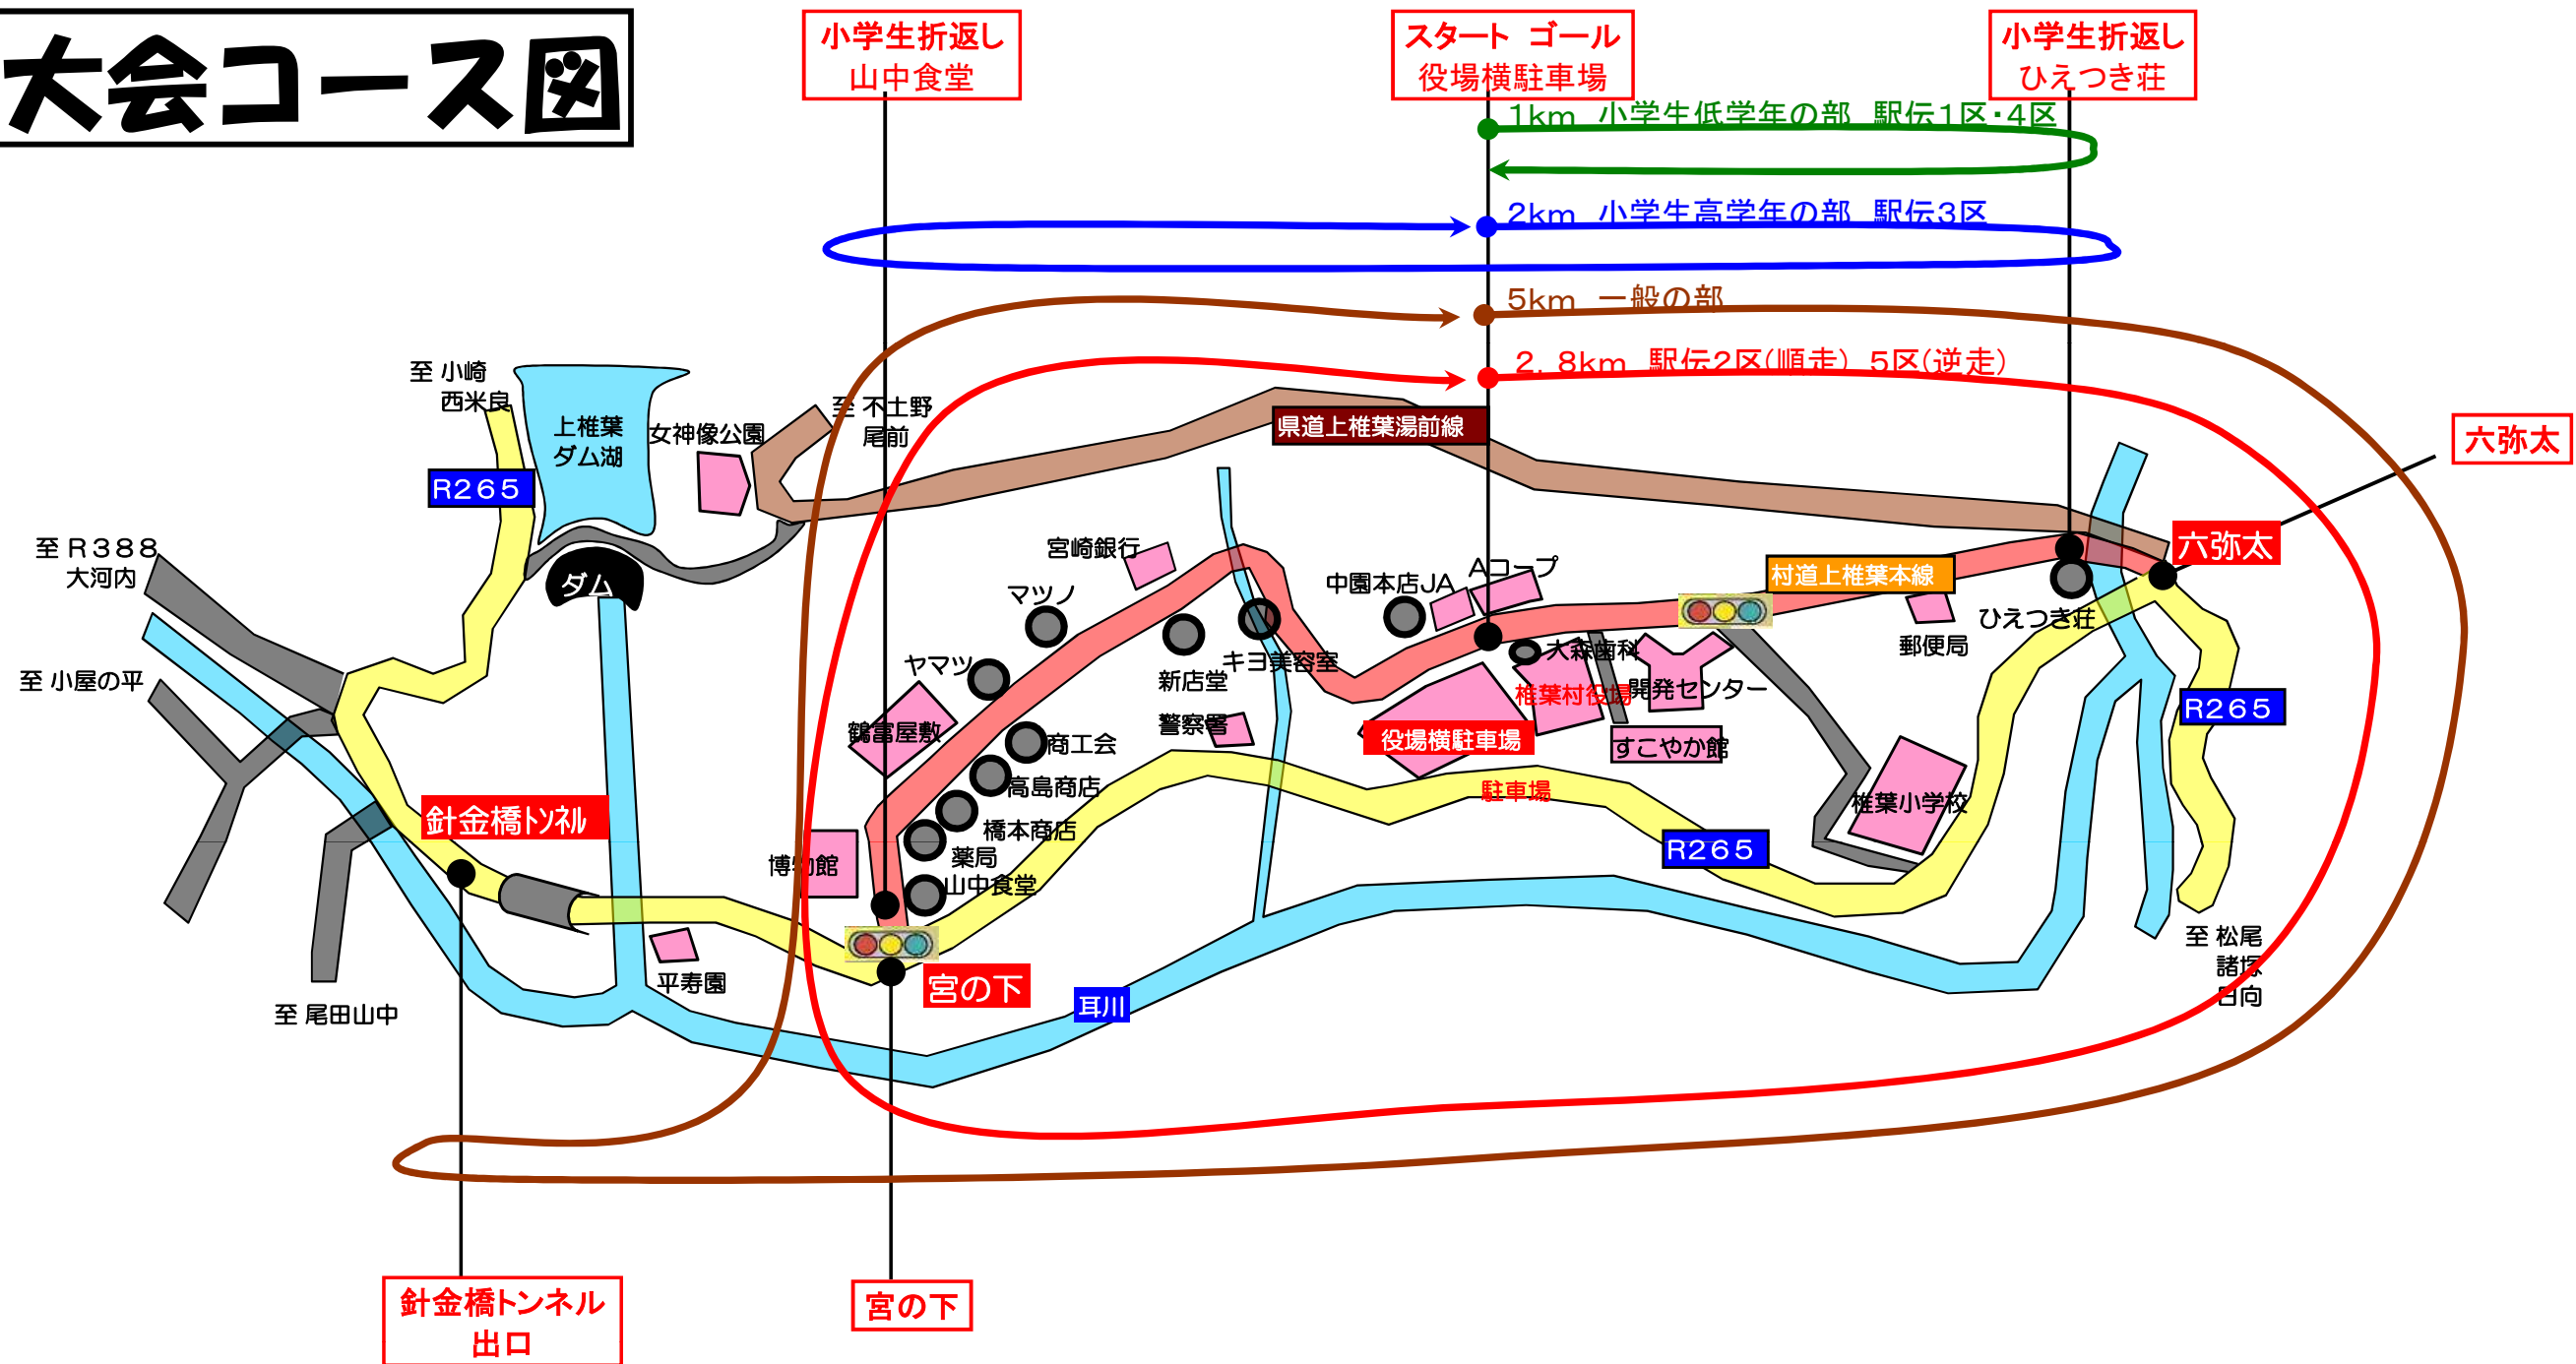 大会コース図
小学生折返し
山中食堂
スタート ゴール
役場横駐車場
小学生折返し
ひえつき荘
1km 小学生低学年の部 駅伝1区・4区
2km 小学生高学年の部 駅伝3区
5km 一般の部
2．8km 駅伝2区(順走) 5区(逆走)
六弥太
至 小崎
西米良
上椎葉
ダム湖
女神像公園
至 不土野
尾前
県道上椎葉湯前線
R265
至 R388
大河内
ダム
宮崎銀行
マツノ
中園本店JA
Aコープ
村道上椎葉本線
六弥太
ひえつき荘
郵便局
至 小屋の平
ヤマツ
新店堂
キヨ美容室
大森歯科
椎葉村役場
開発センター
R265
鶴富屋敷
警察署
役場横駐車場
すこやか館
商工会
高島商店
駐車場
椎葉小学校
針金橋トンネル
橋本商店
R265
博物館
薬局
山中食堂
至 松尾
諸塚
日向
平寿園
宮の下
耳川
至 尾田山中
針金橋トンネル
出口
宮の下